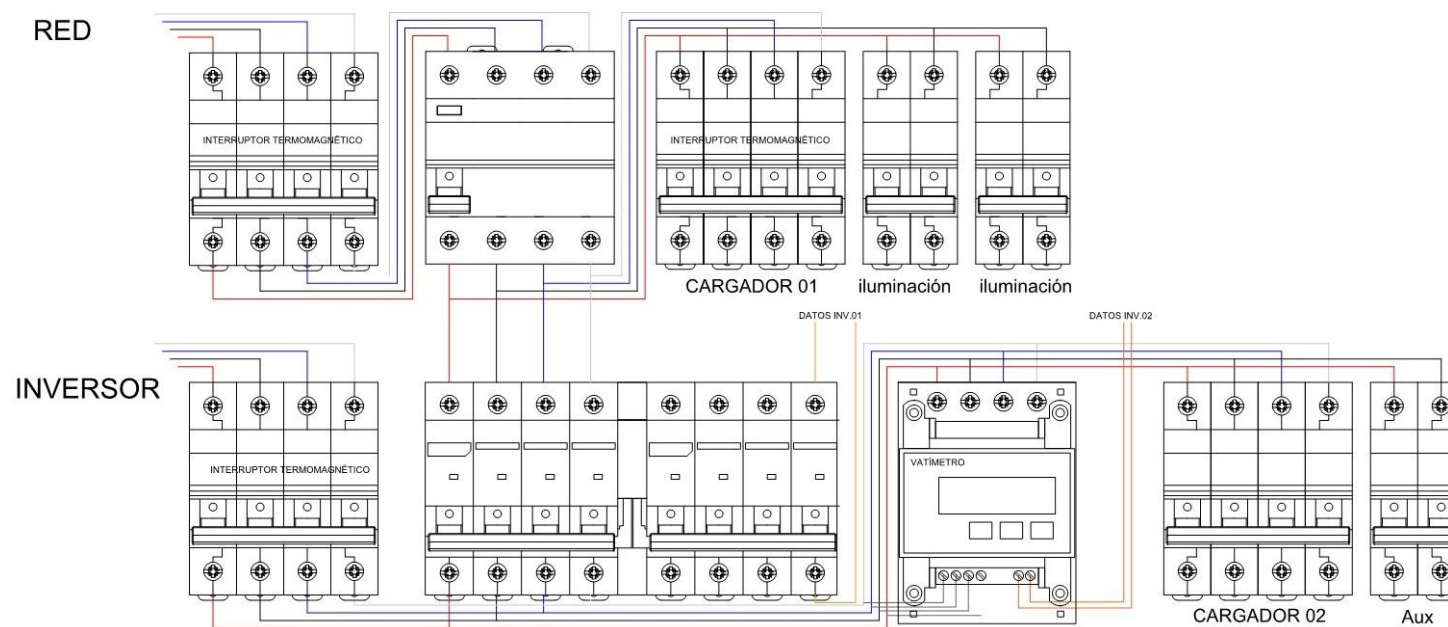 RED
INTERRUPTOR TERMOMAGNÉTICO
INTERRUPTOR TERMOMAGNÉTICO
CARGADOR 01
iluminación
iluminación
DATOS INV.01
DATOS INV.02
INVERSOR
INTERRUPTOR TERMOMAGNÉTICO
VATÍMETRO
CARGADOR 02
Aux